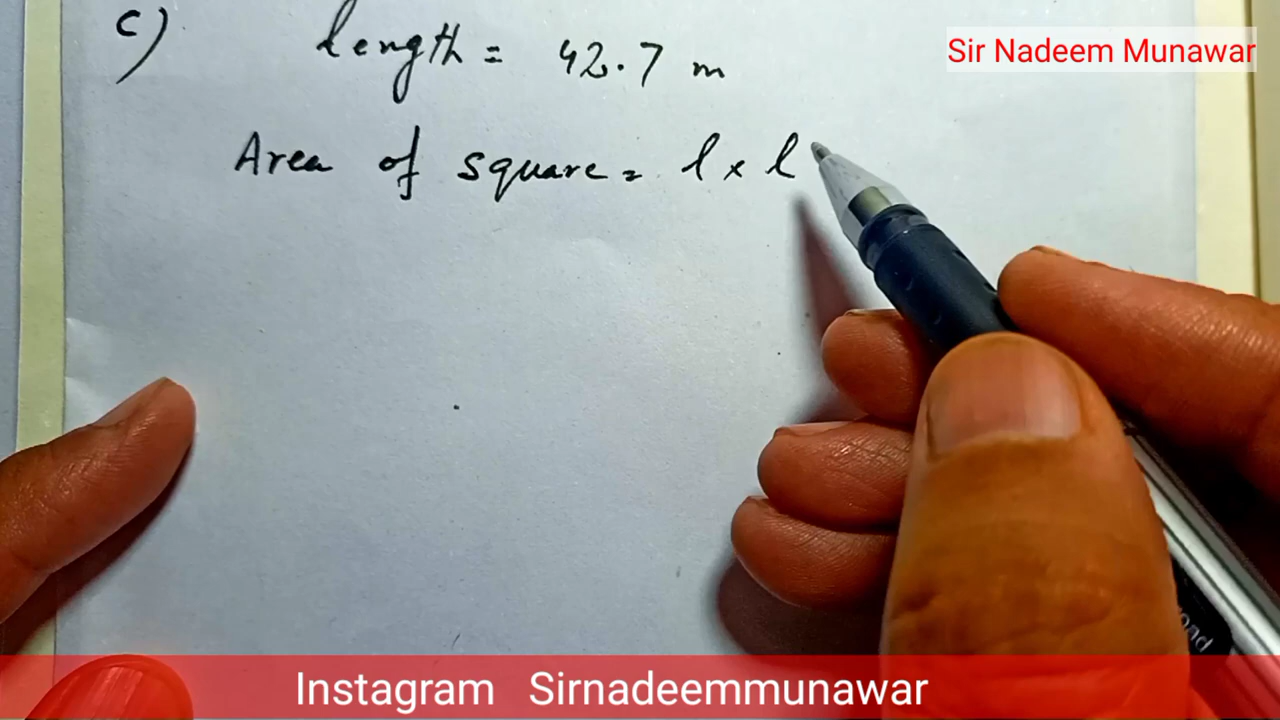 c) length = 42.7 m
Sir Nadeem Munawar
Area of square = l × l
Instagram Sirnadeemmunawar